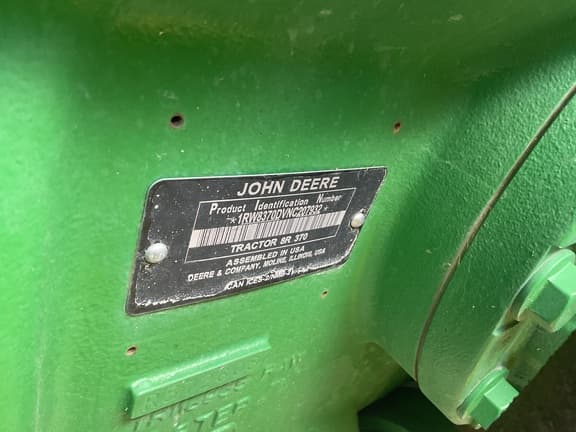 JOHN DEERE
Product Identification Number
*1RW8370DVNC207932*
TRACTOR 8R 370
ASSEMBLED IN USA
DEERE & COMPANY, MOLINE, ILLINOIS, USA